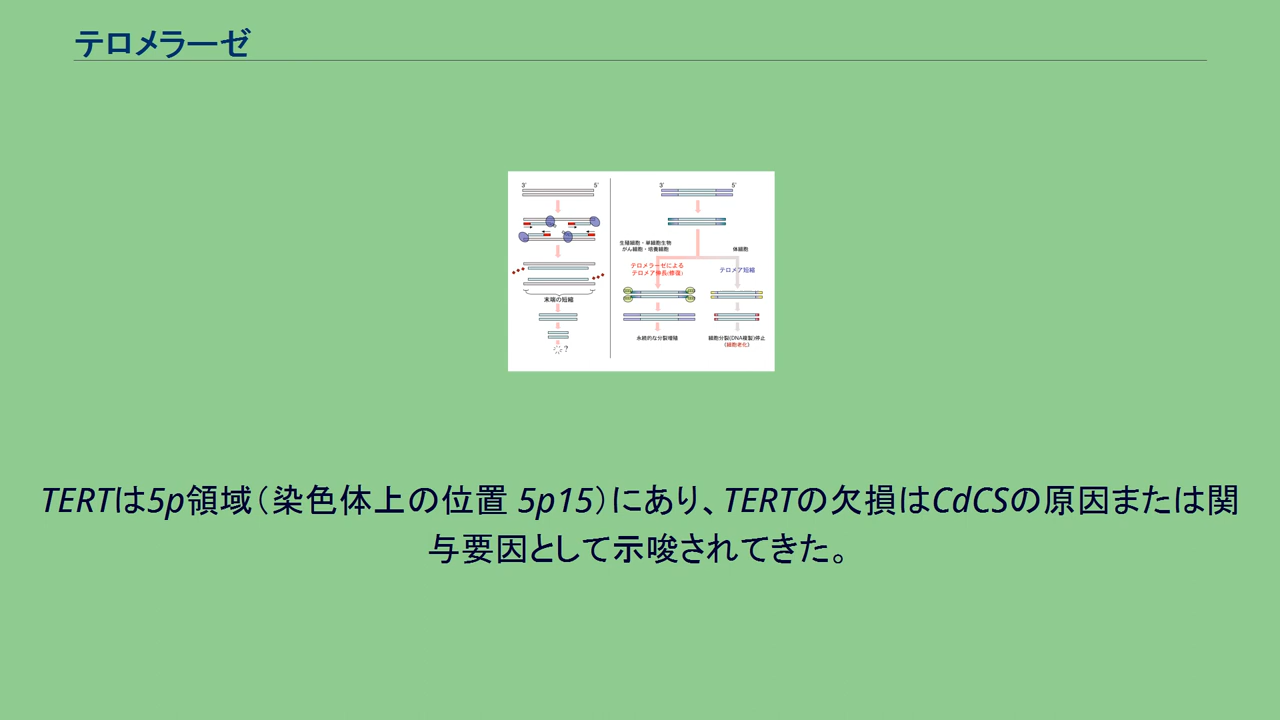 テロメラーゼ
3' 5'
末端の短縮
?
3' 5'
生殖細胞・単細胞生物
がん細胞・培養細胞
体細胞
テロメラーゼによる
テロメア伸長(修復)
テロメア短縮
永続的な分裂増殖
細胞分裂(DNA複製)停止
(細胞老化)
TERTは5p領域（染色体上の位置 5p15）にあり、TERTの欠損はCdCSの原因または関
与要因として示唆されてきた。